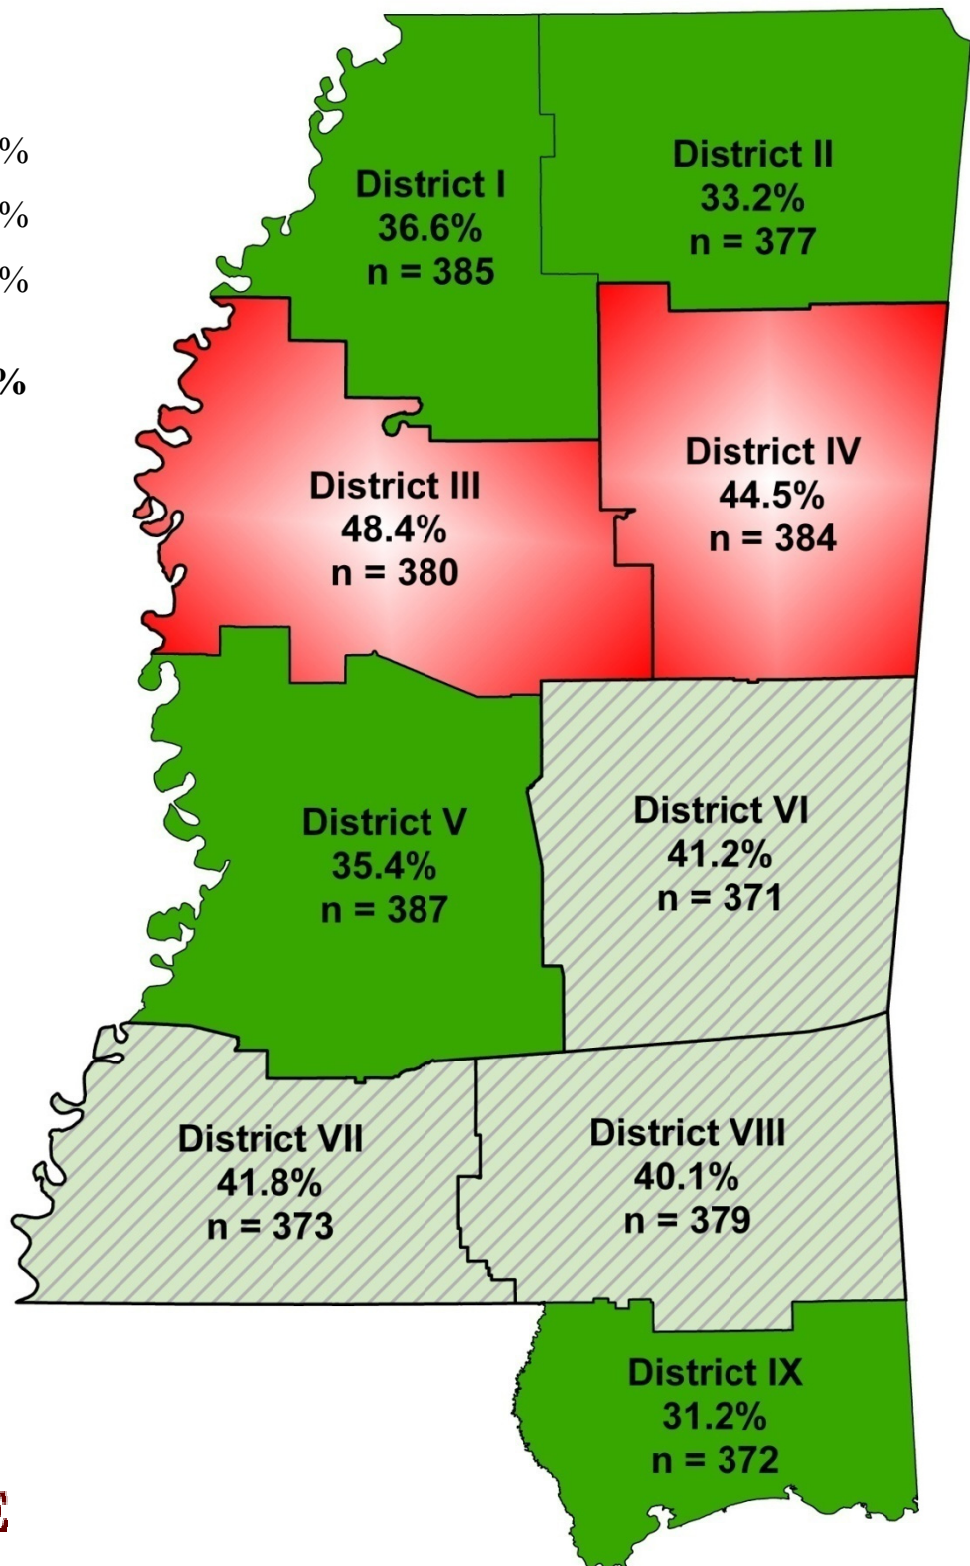 %
%
%
%
District I
36.6%
n = 385
District II
33.2%
n = 377
District III
48.4%
n = 380
District IV
44.5%
n = 384
District V
35.4%
n = 387
District VI
41.2%
n = 371
District VII
41.8%
n = 373
District VIII
40.1%
n = 379
District IX
31.2%
n = 372
E